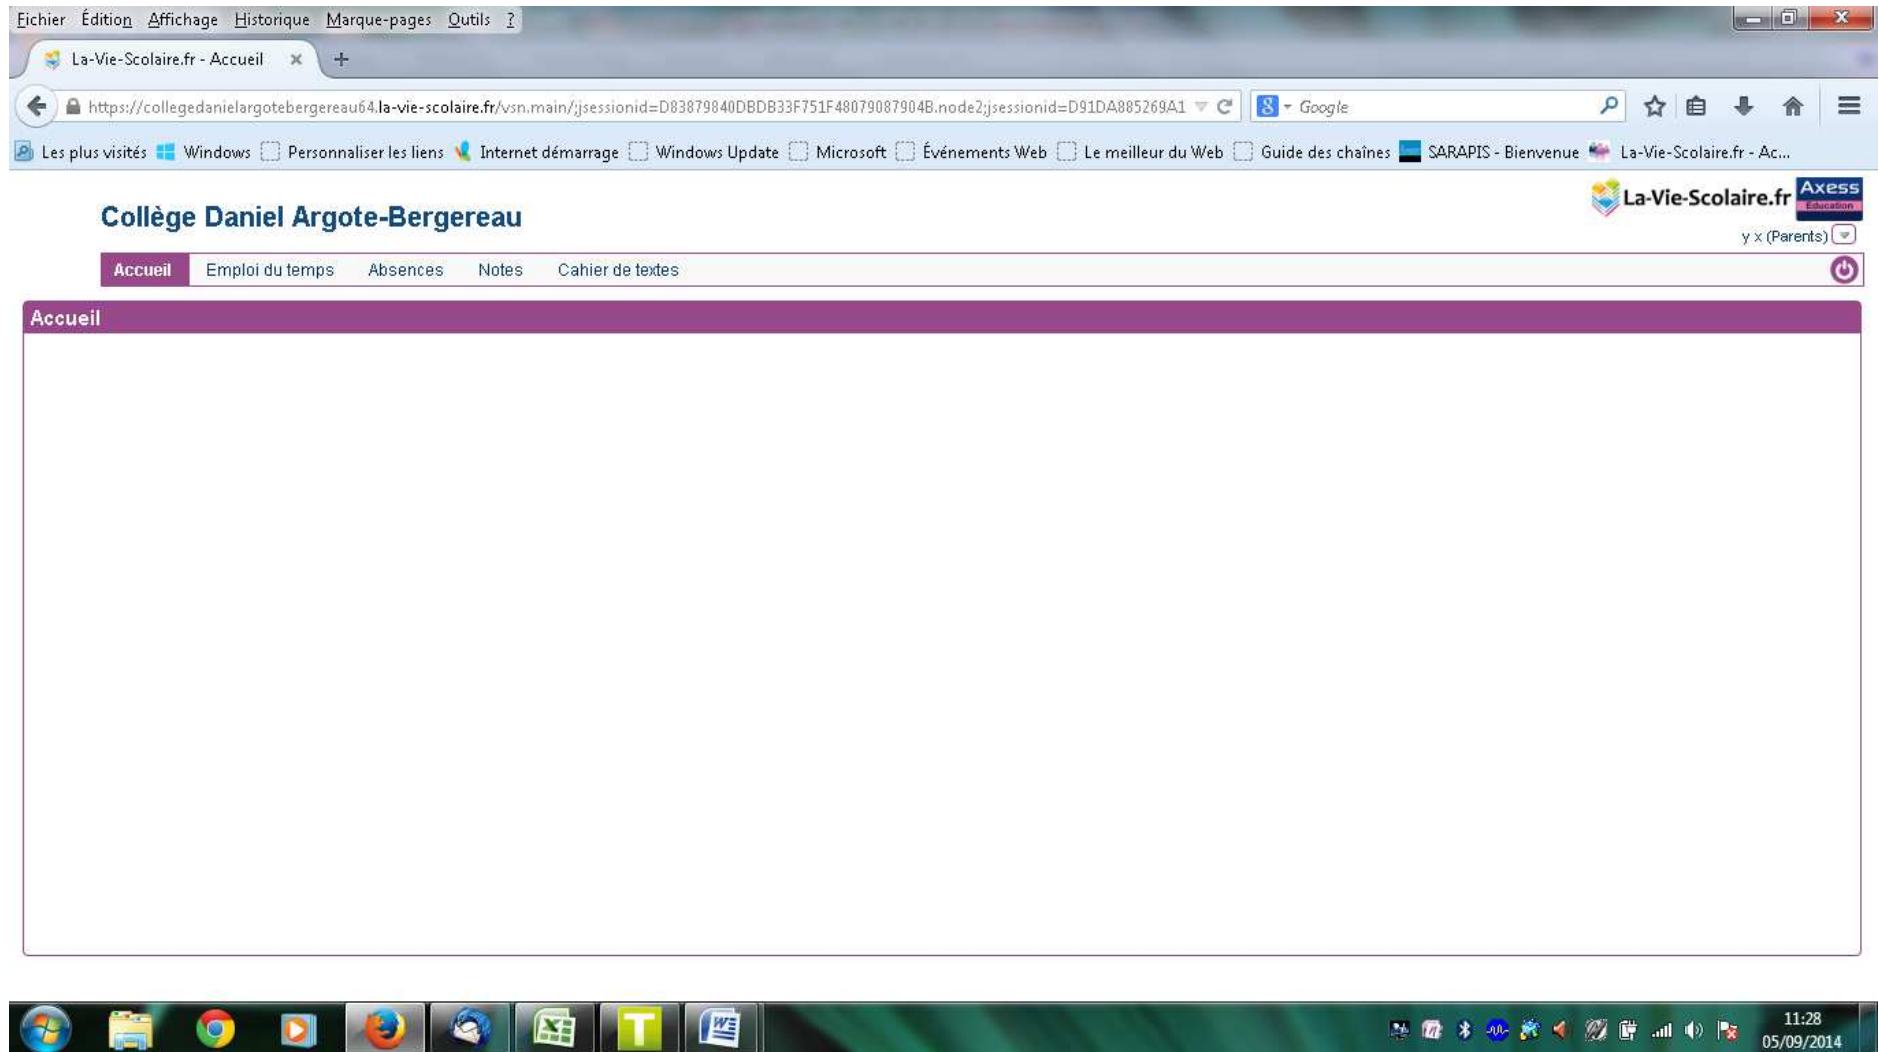 Fichier Édition Affichage Historique Marque-pages Outils ?
La-Vie-Scolaire.fr - Accueil
https://collegedanielargotebergereau64.la-vie-scolaire.fr/vsn.main/;jsessionid=D83879840DBDB33F751F48079087904B.node2;jsessionid=D91DA885269A1 Google
Les plus visités Windows Personnaliser les liens Internet démarrage Windows Update Microsoft Événements Web Le meilleur du Web Guide des chaînes SARAPIS - Bienvenue La-Vie-Scolaire.fr - Ac...
La-Vie-Scolaire.fr Axess Education
Collège Daniel Argote-Bergereau
y x (Parents)
Accueil Emploi du temps Absences Notes Cahier de textes
Accueil
11:28
05/09/2014